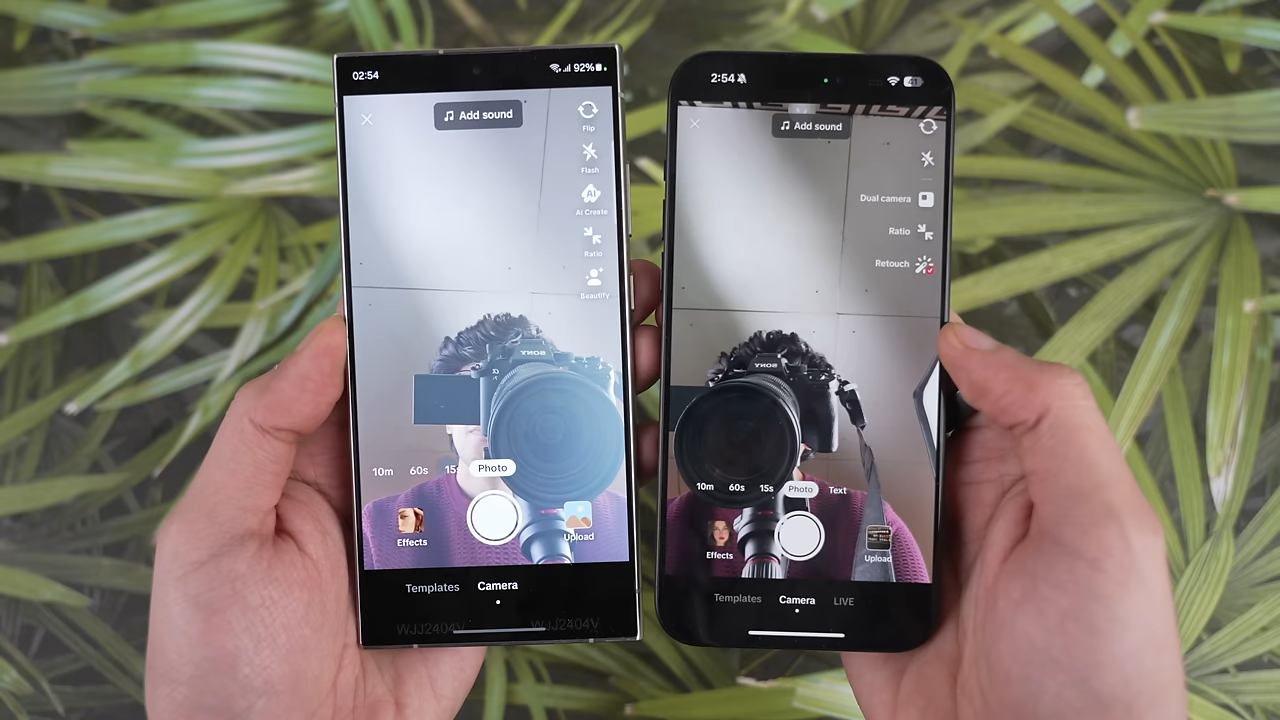 02:54
92%
Add sound
Flip
Flash
AI
AI Create
Ratio
Beautify
SONY
10m 60s 15s Photo
Effects
Upload
Templates Camera
WJJ2404V WJJ2404V
2:54
41
Add sound
Dual camera
Ratio
Retouch
SONY
10m 60s 15s Photo Text
Effects
Upload
Templates Camera LIVE